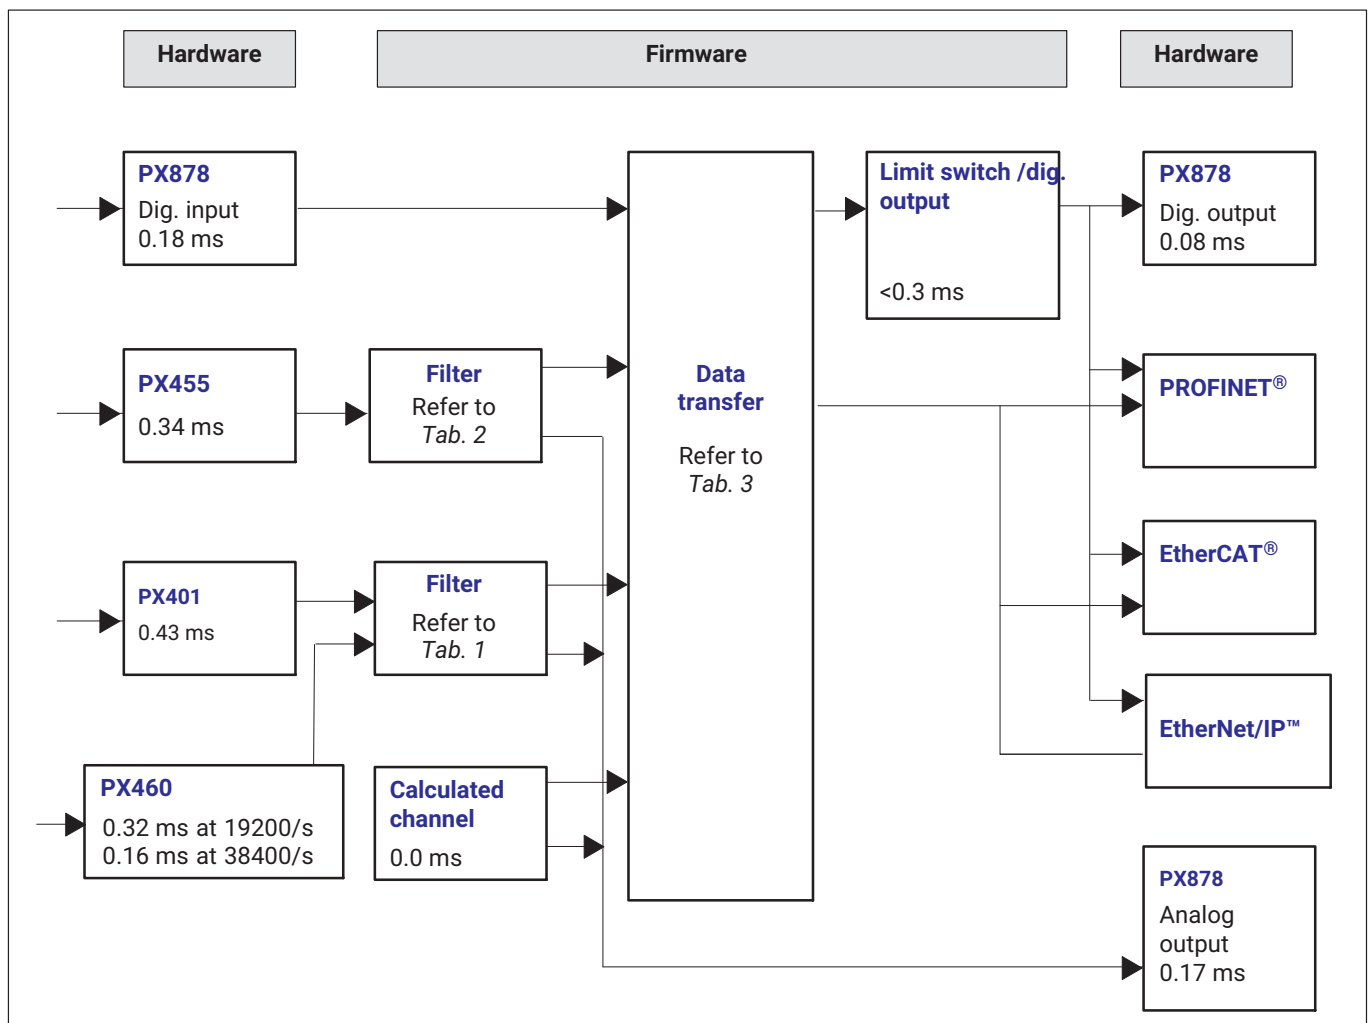 Hardware
Firmware
Hardware
PX878
Dig. input
0.18 ms
Limit switch /dig.
output
<0.3 ms
PX878
Dig. output
0.08 ms
PX455
0.34 ms
Filter
Refer to
Tab. 2
Data
transfer
Refer to
Tab. 3
PROFINET®
EtherCAT®
PX401
0.43 ms
Filter
Refer to
Tab. 1
EtherNet/IP™
PX460
0.32 ms at 19200/s
0.16 ms at 38400/s
Calculated
channel
0.0 ms
PX878
Analog
output
0.17 ms